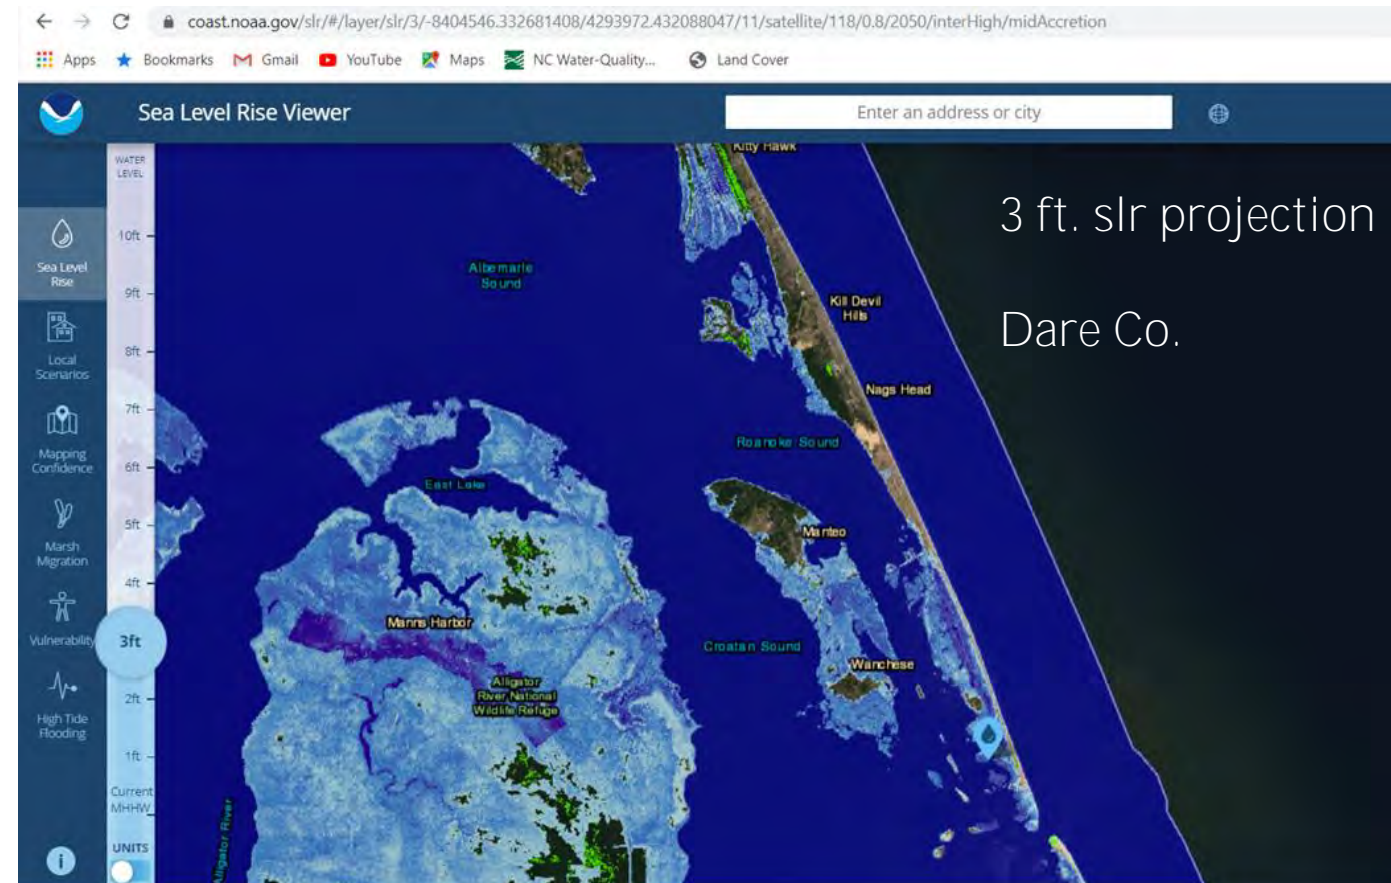 coast.noaa.gov/slr/#/layer/slr/3/-8404546.332681408/4293972.432088047/11/satellite/118/0.8/2050/interHigh/midAccretion
Apps Bookmarks Gmail YouTube Maps NC Water-Quality... Land Cover
Sea Level Rise Viewer
Enter an address or city
WATER
LEVEL
10ft
9ft
8ft
7ft
6ft
5ft
4ft
3ft
2ft
1ft
Current
MHHW
UNITS
Sea Level
Rise
Local
Scenarios
Mapping
Confidence
Marsh
Migration
Vulnerability
High Tide
Flooding
i
Kitty Hawk
Albemarle
Sound
Kill Devil
Hills
Nags Head
Roanoke Sound
East Lake
Manteo
Manns Harbor
Croatan Sound
Wanchese
Alligator
River National
Wildlife Refuge
Alligator River
3 ft. slr projection
Dare Co.